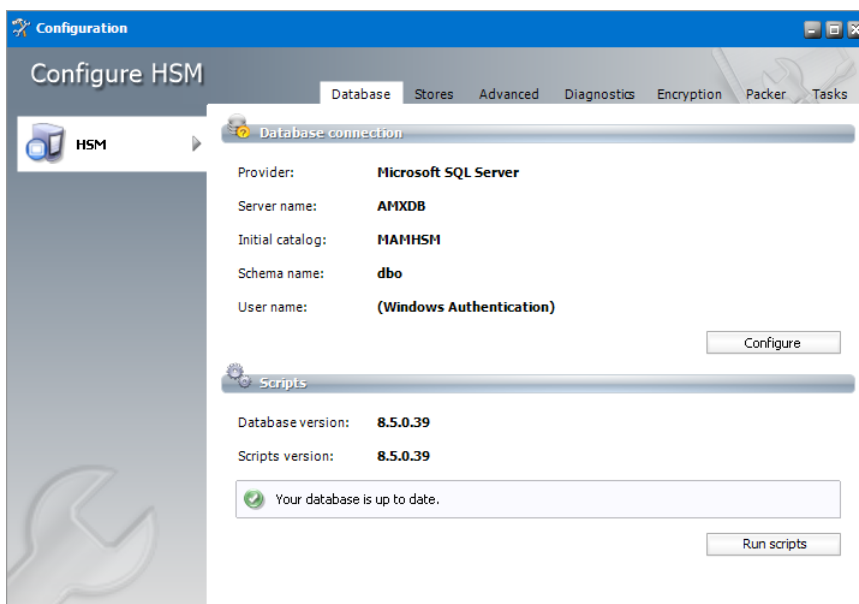 Configuration
Configure HSM
Database Stores Advanced Diagnostics Encryption Packer Tasks
HSM
Database connection
Provider: Microsoft SQL Server
Server name: AMXDB
Initial catalog: MAMHSM
Schema name: dbo
User name: (Windows Authentication)
Configure
Scripts
Database version: 8.5.0.39
Scripts version: 8.5.0.39
Your database is up to date.
Run scripts